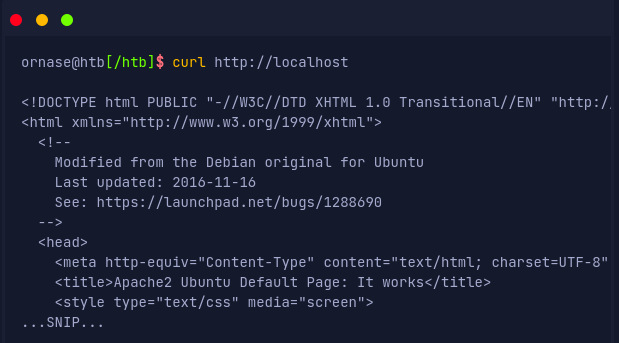 ornase@htb[/htb]$ curl http://localhost
<!DOCTYPE html PUBLIC "-//W3C//DTD XHTML 1.0 Transitional//EN" "http:/
<html xmlns="http://www.w3.org/1999/xhtml">
<!--
Modified from the Debian original for Ubuntu
Last updated: 2016-11-16
See: https://launchpad.net/bugs/1288690
-->
<head>
<meta http-equiv="Content-Type" content="text/html; charset=UTF-8"
<title>Apache2 Ubuntu Default Page: It works</title>
<style type="text/css" media="screen">
...SNIP...